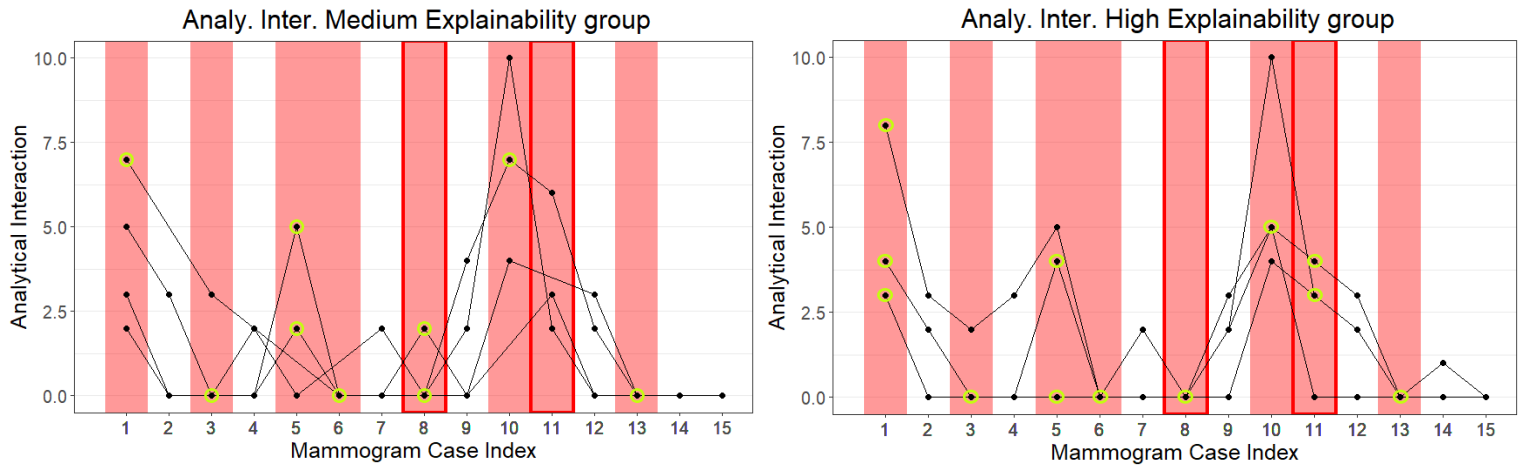 Analy. Inter. Medium Explainability group
Analytical Interaction
10.0
7.5
5.0
2.5
0.0
1 2 3 4 5 6 7 8 9 10 11 12 13 14 15
Mammogram Case Index
Analy. Inter. High Explainability group
Analytical Interaction
10.0
7.5
5.0
2.5
0.0
1 2 3 4 5 6 7 8 9 10 11 12 13 14 15
Mammogram Case Index